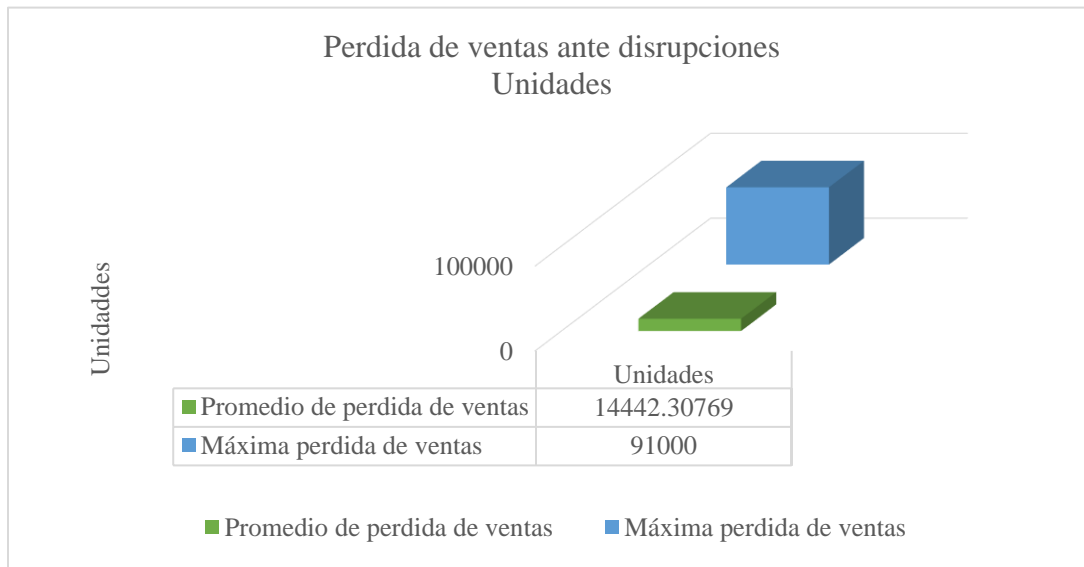 Perdida de ventas ante disrupciones
Unidades
Unidaddes
100000
0
Unidades
Promedio de perdida de ventas 14442.30769
Máxima perdida de ventas 91000
Promedio de perdida de ventas Máxima perdida de ventas